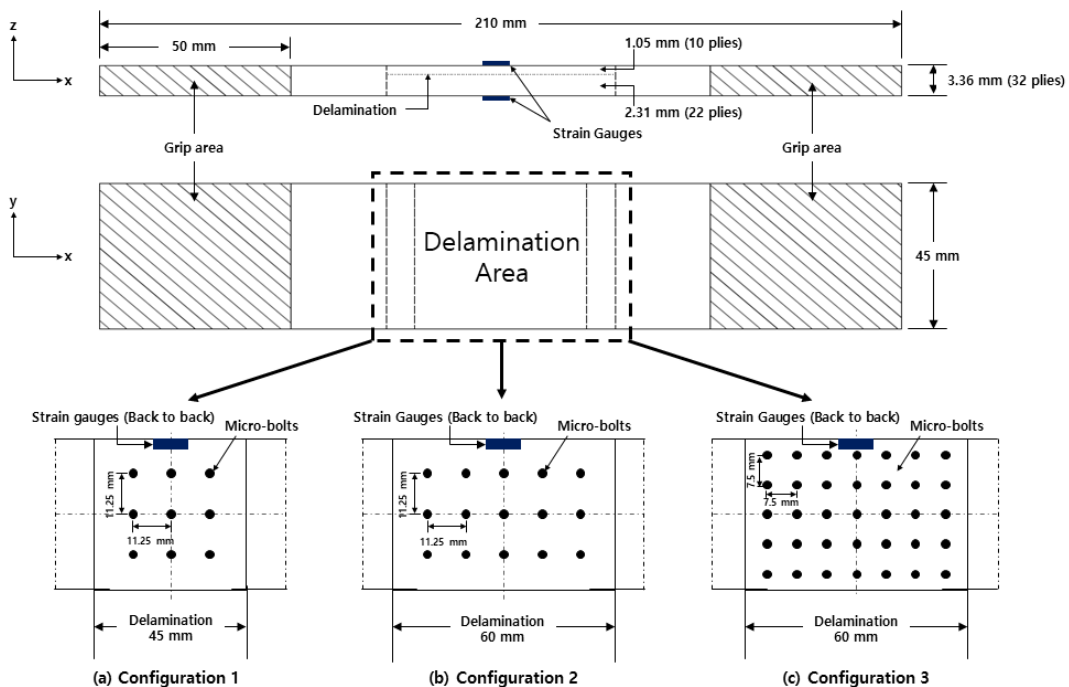 z
x
210 mm
50 mm
1.05 mm (10 plies)
3.36 mm (32 plies)
Delamination
2.31 mm (22 plies)
Strain Gauges
Grip area
Grip area
y
x
Delamination
Area
45 mm
Strain gauges (Back to back)
Micro-bolts
11.25 mm
11.25 mm
Delamination
45 mm
(a) Configuration 1
Strain Gauges (Back to back)
Micro-bolts
11.25 mm
11.25 mm
Delamination
60 mm
(b) Configuration 2
Strain Gauges (Back to back)
Micro-bolts
7.5 mm
7.5 mm
Delamination
60 mm
(c) Configuration 3